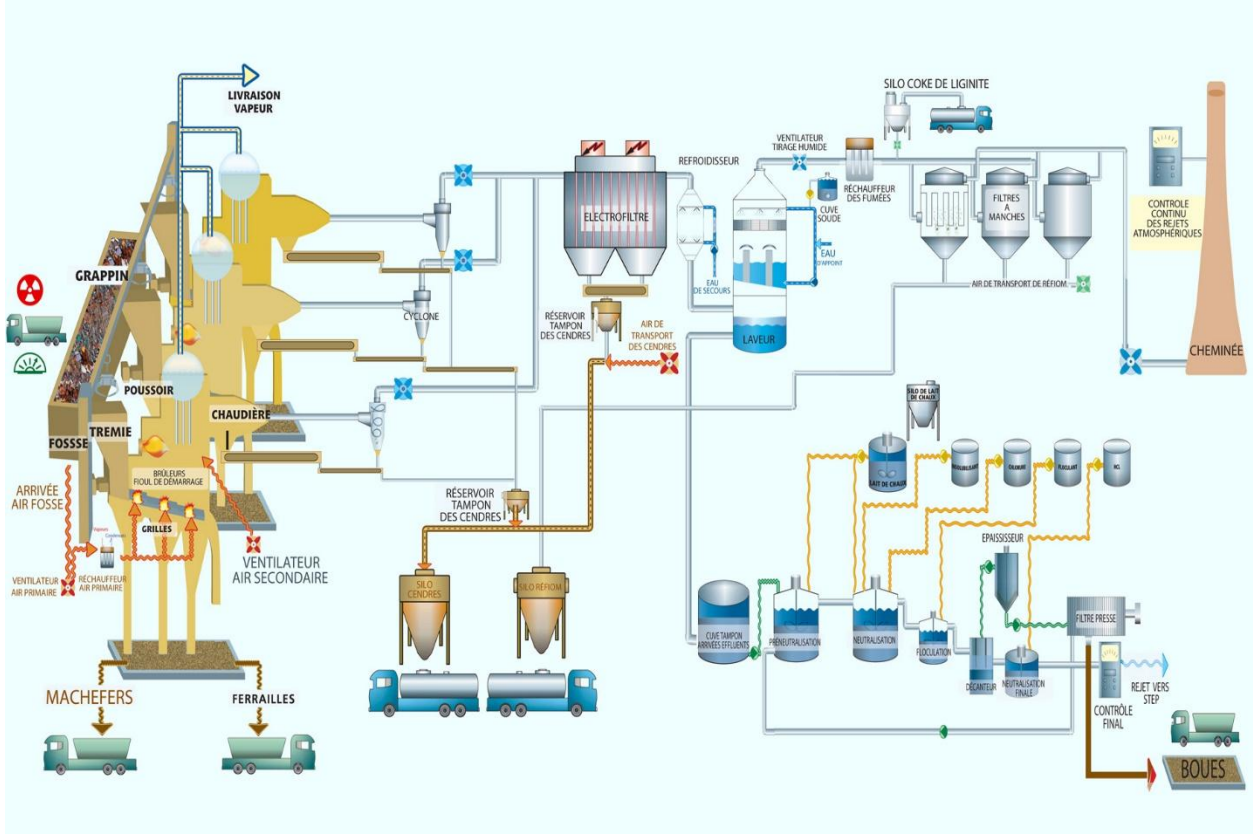 LIVRAISON
VAPEUR
GRAPPIN
POUSSOIR
TREMIE
FOSSSE
CHAUDIÈRE
BRÛLEURS
FIOUL DE DÉMARRAGE
GRILLES
ARRIVÉE
AIR FOSSE
VENTILATEUR
AIR PRIMAIRE
RÉCHAUFFEUR
AIR PRIMAIRE
VENTILATEUR
AIR SECONDAIRE
MACHEFERS
FERRAILLES
CYCLONE
ELECTROFILTRE
RÉSERVOIR
TAMPON
DES CENDRES
AIR DE
TRANSPORT
DES CENDRES
RÉSERVOIR
TAMPON
DES CENDRES
SILO
CENDRES
SILO RÉFIOM
REFROIDISSEUR
EAU
DE SECOURS
LAVEUR
VENTILATEUR
TIRAGE HUMIDE
CUVE
SOUDE
EAU
D'APPOINT
RÉCHAUFFEUR
DES FUMÉES
SILO COKE DE LIGINITE
FILTRES
A
MANCHES
AIR DE TRANSPORT DE RÉFIOM
CONTROLE
CONTINU
DES REJETS
ATMOSPHÉRIQUES
CHEMINÉE
SILO DE LAIT
DE CHAUX
LAIT DE CHAUX
FLOCULANT
HCL
EPAISSISSEUR
CUVE TAMPON
ARRIVÉES EFFLUENTS
PRÉNEUTRALISATION
NEUTRALISATION
FLOCULATION
DÉCANTEUR
NEUTRALISATION
FINALE
FILTRE PRESSE
CONTRÔLE
FINAL
REJET VERS
STEP
BOUES